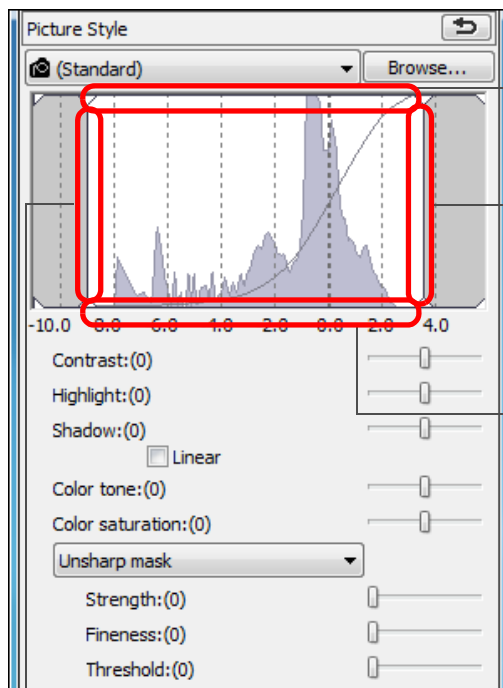 Picture Style
(Standard) Browse...
-10.0 -8.0 -6.0 -4.0 -2.0 0.0 2.0 4.0
Contrast:(0)
Highlight:(0)
Shadow:(0)
Linear
Color tone:(0)
Color saturation:(0)
Unsharp mask
Strength:(0)
Fineness:(0)
Threshold:(0)